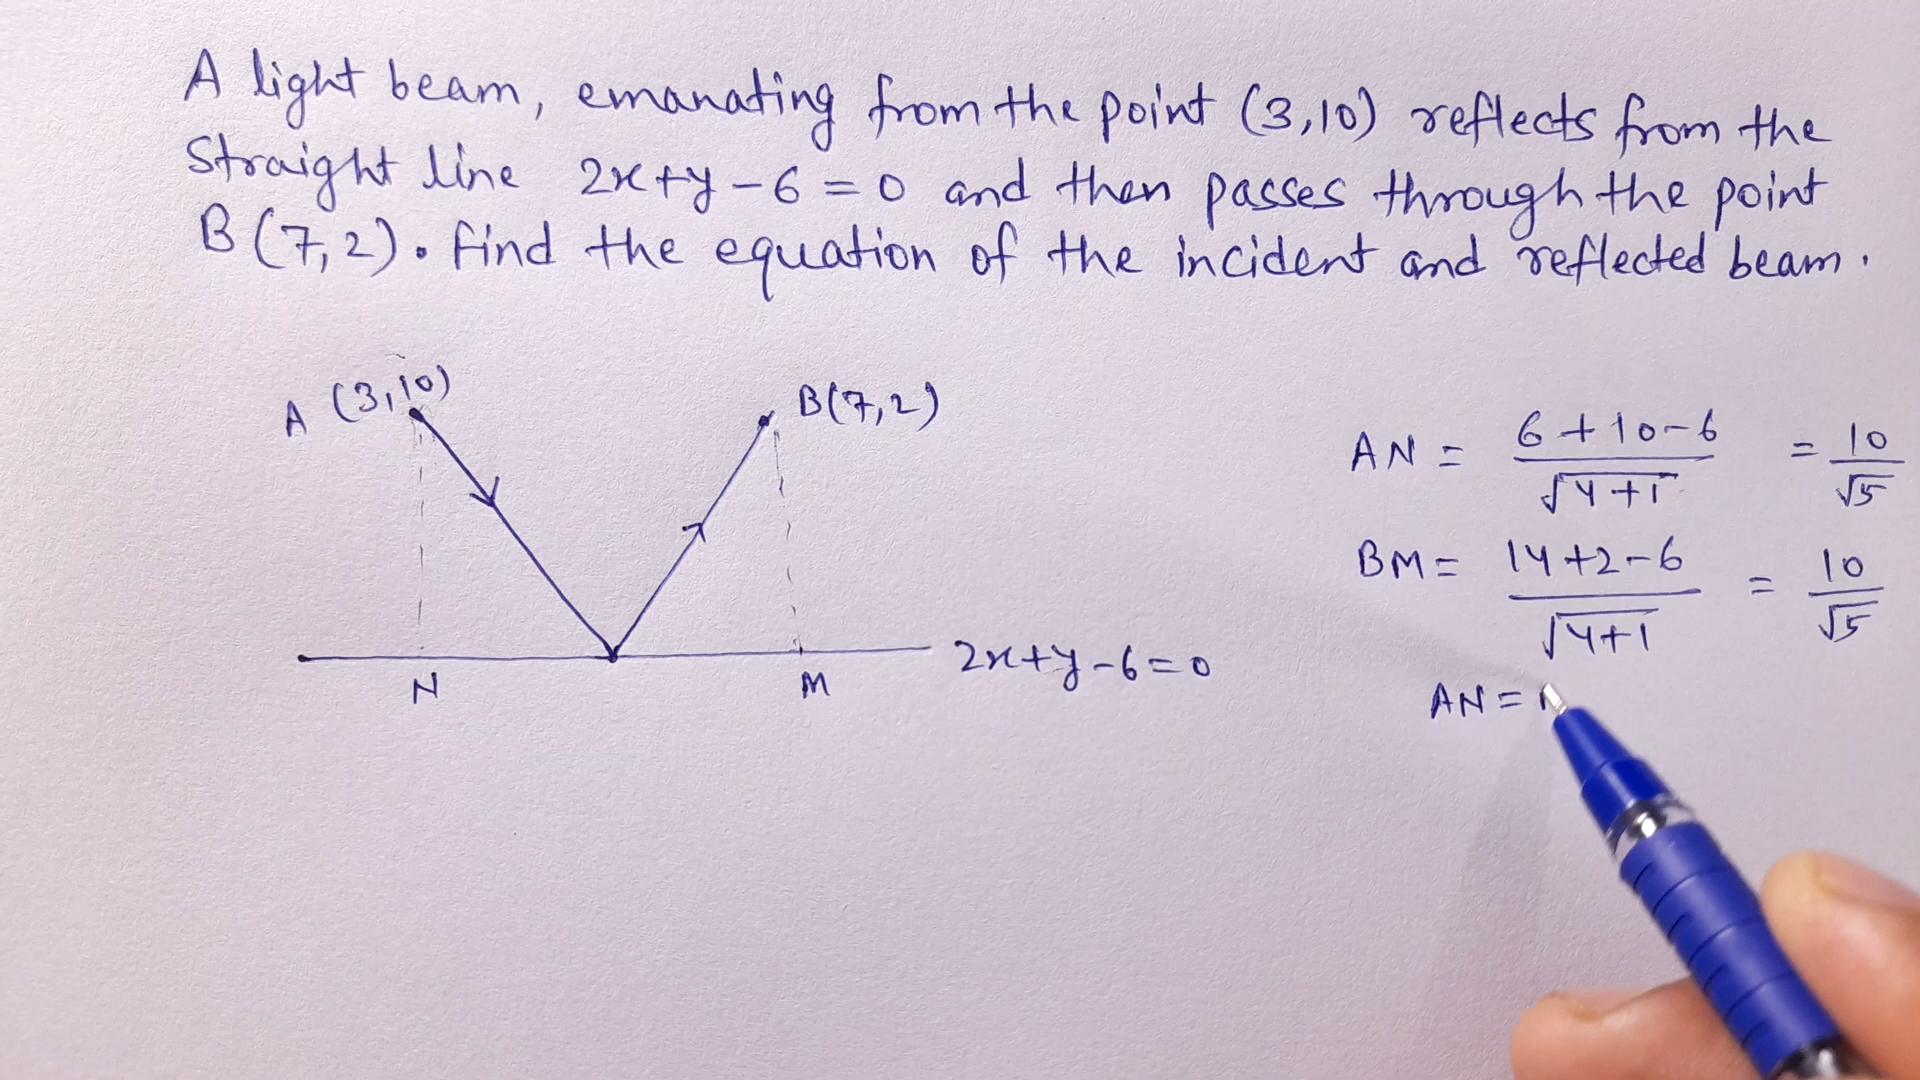 A light beam, emanating from the point (3,10) reflects from the
Straight line 2x+y-6=0 and then passes through the point
B(7,2). Find the equation of the incident and reflected beam.
A (3,10)
B(7,2)
N
M
2x+y-6=0
AN = (6+10-6)/√(4+1) = 10/√5
BM = (14+2-6)/√(4+1) = 10/√5
AN =